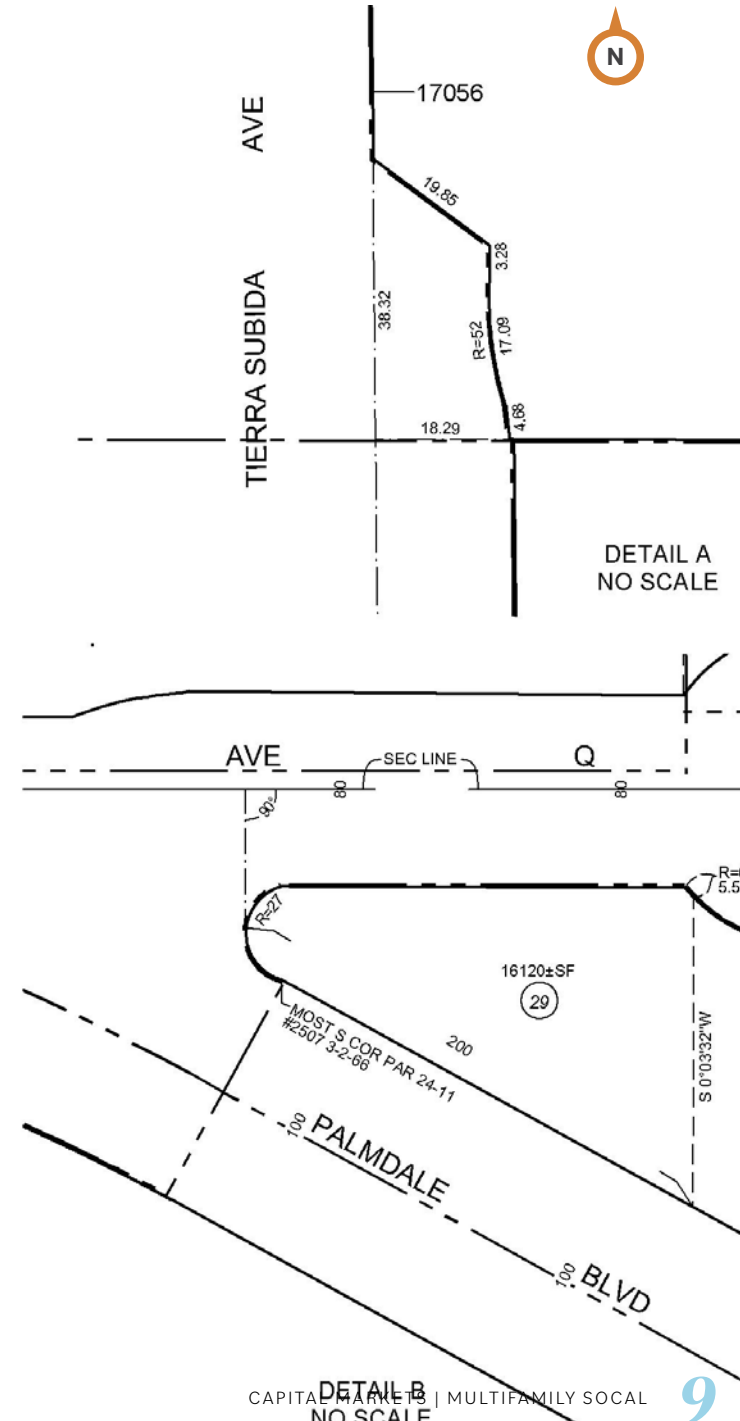 N
17056
AVE
19.85
3.28
TIERRA SUBIDA
38.32
R=52
17.09
4.68
18.29
DETAIL A
NO SCALE
AVE
SEC LINE
Q
80
80
90°
R=27
5.5
16120±SF
29
MOST S COR PAR 24-11
#2507 3-2-66
200
S 0°03'32"W
100
PALMDALE
100
BLVD
DETAIL B
NO SCALE
CAPITAL MARKETS | MULTIFAMILY SOCAL
9